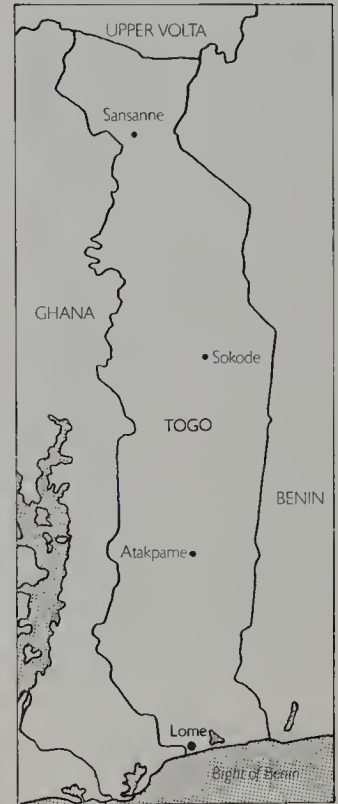 UPPER VOLTA
Sansanne
GHANA
Sokode
TOGO
BENIN
Atakpame
Lome
Bight of Benin